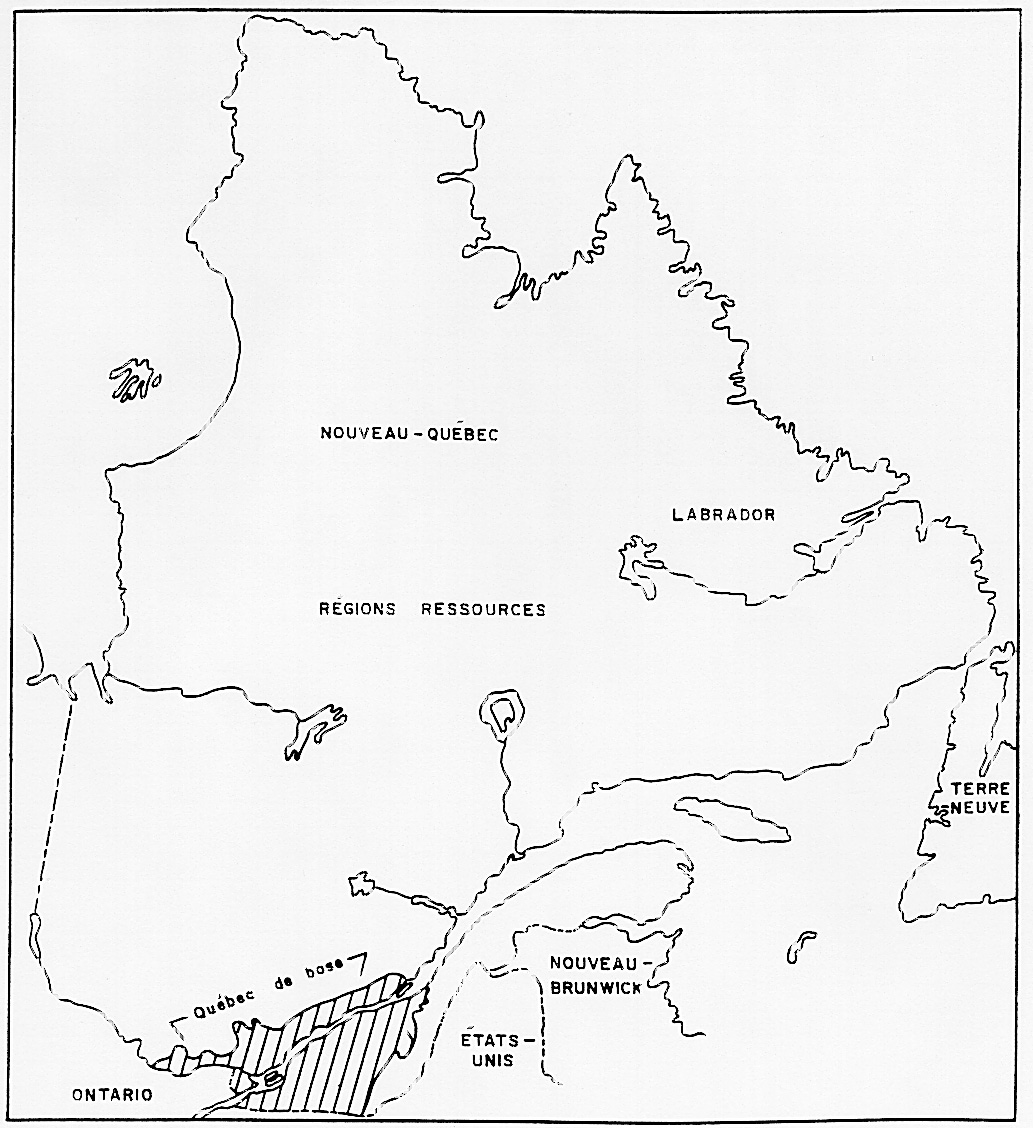 NOUVEAU-QUÉBEC
LABRADOR
RÉGIONS RESSOURCES
TERRE
NEUVE
Québec de base
NOUVEAU-
BRUNWICK
ÉTATS-
UNIS
ONTARIO